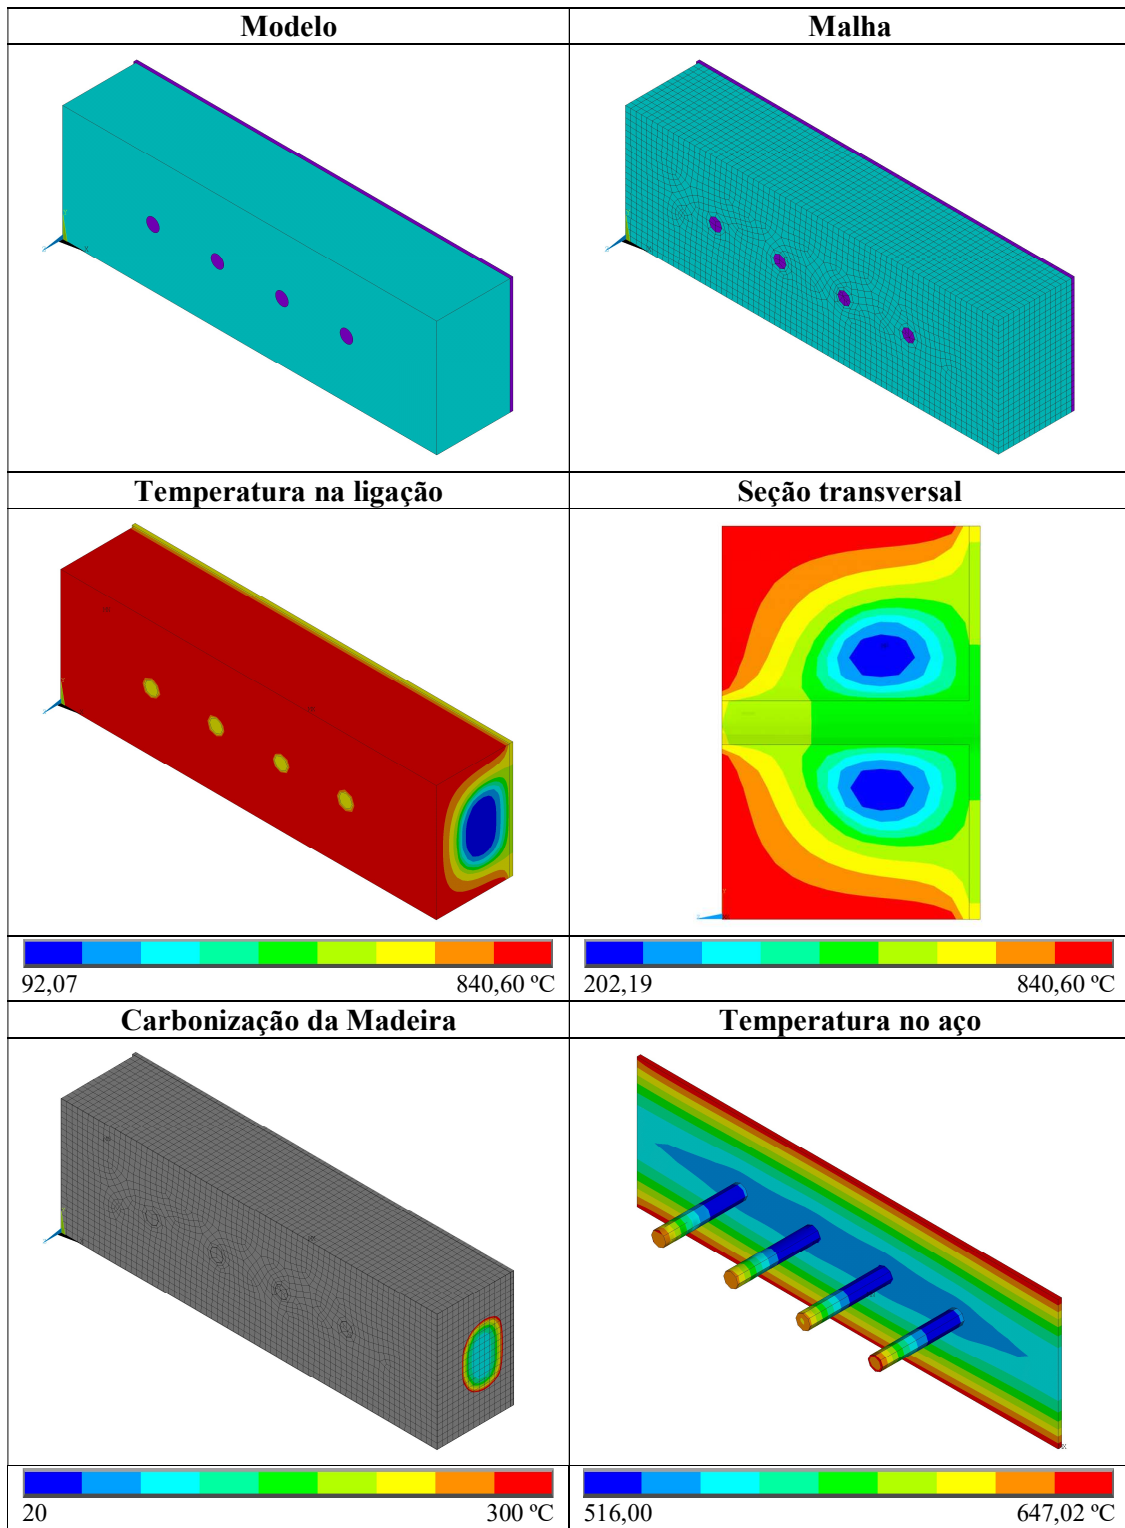 Modelo
Malha
Temperatura na ligação
Seção transversal
92,07
840,60 ºC
202,19
840,60 ºC
Carbonização da Madeira
Temperatura no aço
20
300 ºC
516,00
647,02 ºC